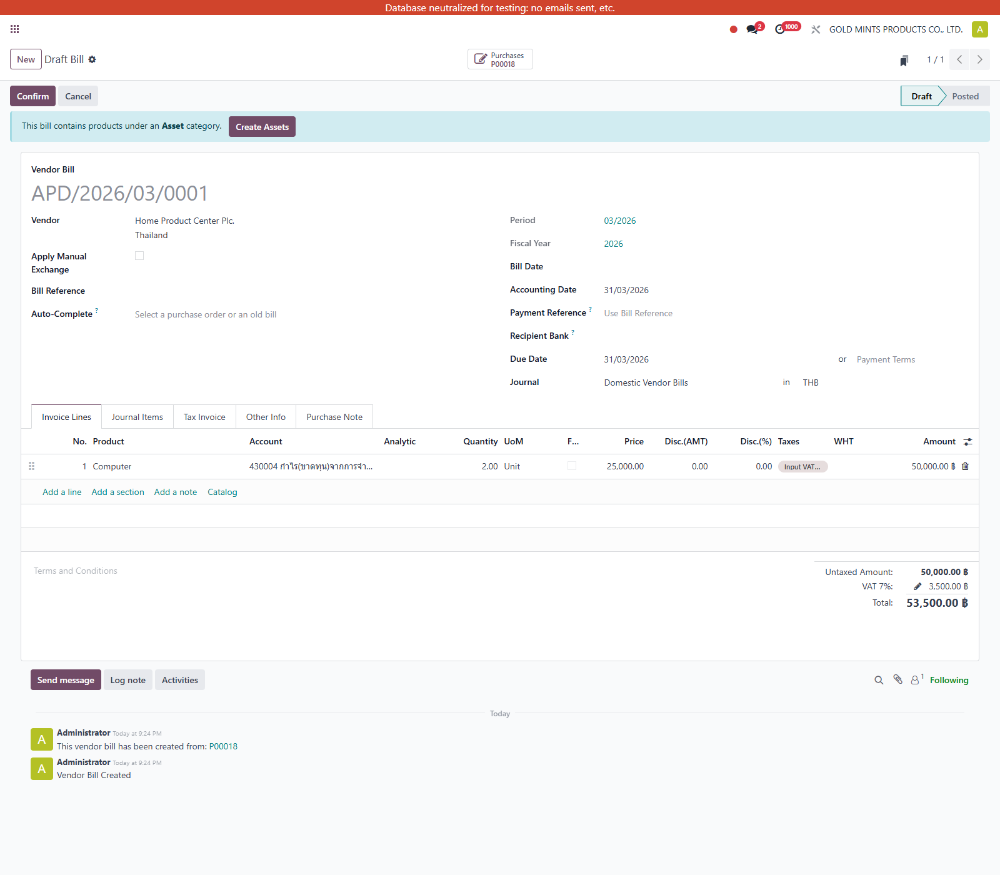 Database neutralized for testing: no emails sent, etc.
2
1000
GOLD MINTS PRODUCTS CO., LTD.
A
New
Draft Bill
Purchases
P00018
1 / 1
Confirm
Cancel
Draft
Posted
This bill contains products under an Asset category.
Create Assets
Vendor Bill
APD/2026/03/0001
Vendor
Home Product Center Plc.
Thailand
Apply Manual
Exchange
Bill Reference
Auto-Complete ?
Select a purchase order or an old bill
Period
03/2026
Fiscal Year
2026
Bill Date
Accounting Date
31/03/2026
Payment Reference ?
Use Bill Reference
Recipient Bank ?
Due Date
31/03/2026
or
Payment Terms
Journal
Domestic Vendor Bills
in
THB
Invoice Lines
Journal Items
Tax Invoice
Other Info
Purchase Note
No. Product Account Analytic Quantity UoM F... Price Disc.(AMT) Disc.(%) Taxes WHT Amount
1 Computer 430004 กำไร(ขาดทุน)จากการจำ... 2.00 Unit 25,000.00 0.00 0.00 Input VAT... 50,000.00 ฿
Add a line Add a section Add a note Catalog
Terms and Conditions
Untaxed Amount: 50,000.00 ฿
VAT 7%: 3,500.00 ฿
Total: 53,500.00 ฿
Send message
Log note
Activities
1
Following
Today
A
Administrator Today at 9:24 PM
This vendor bill has been created from: P00018
A
Administrator Today at 9:24 PM
Vendor Bill Created